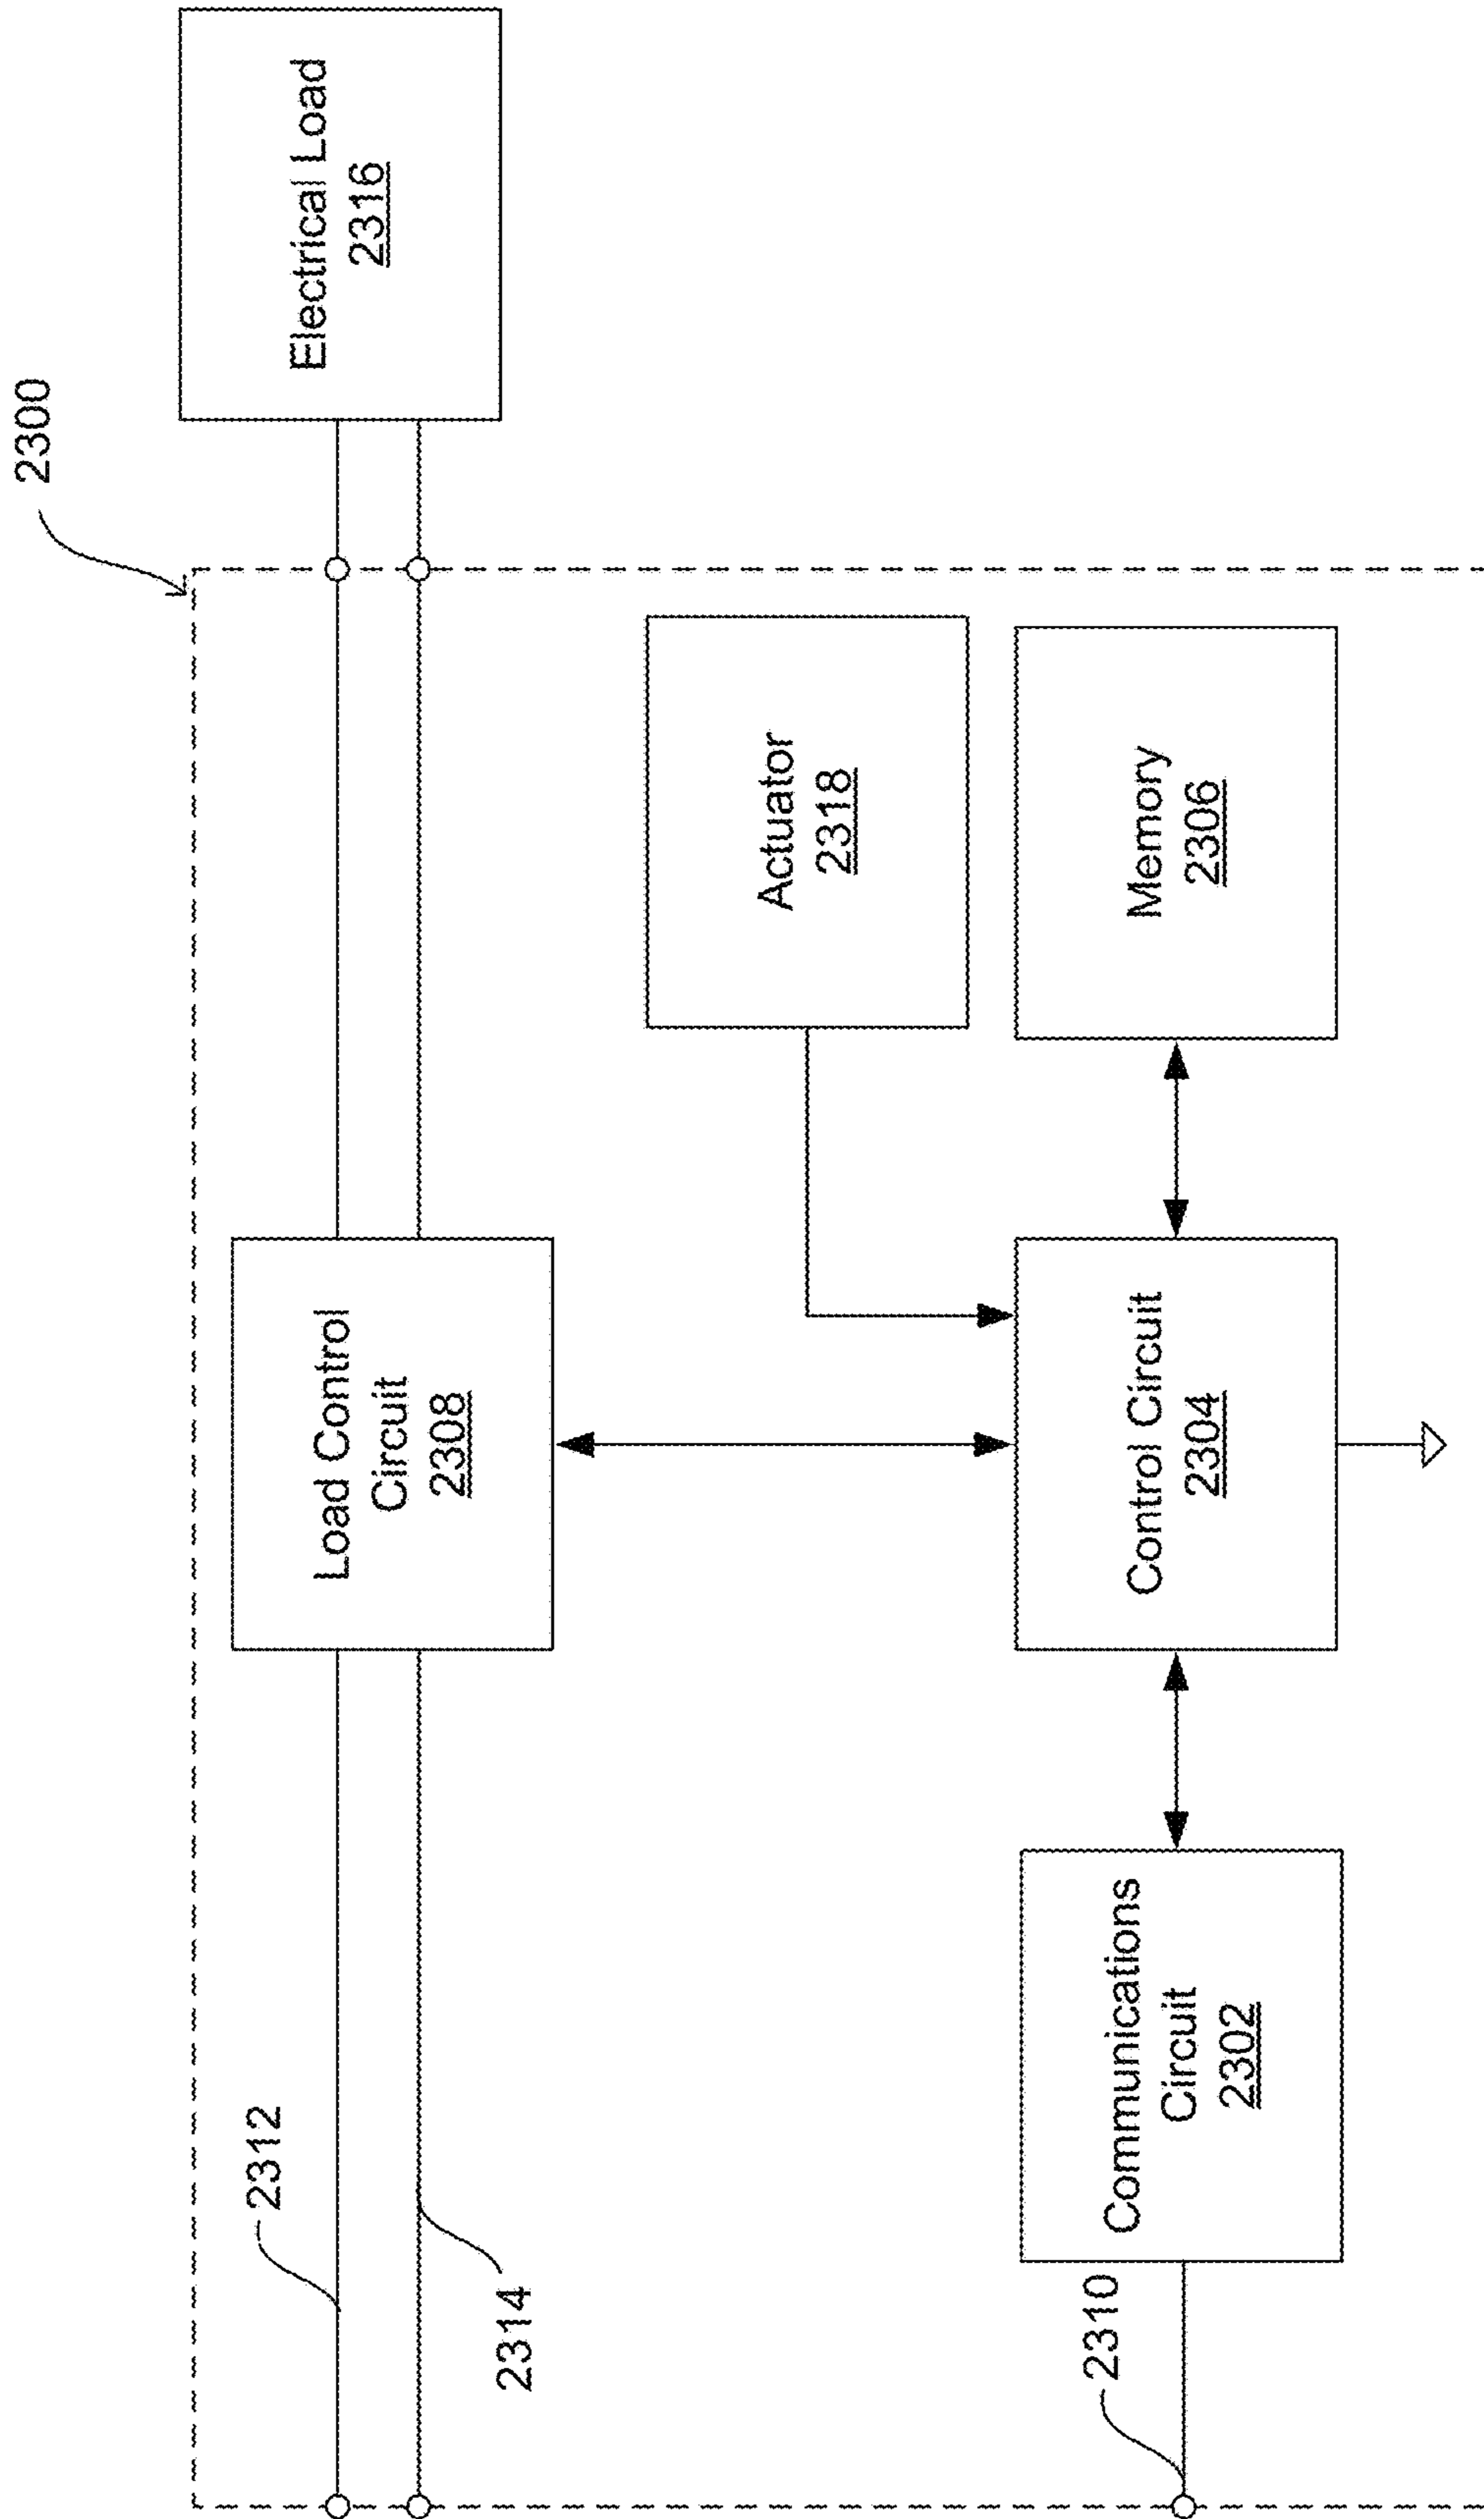 2300
Electrical Load
2316
2312
2314
Load Control
Circuit
2308
Actuator
2318
Memory
2306
Control Circuit
2304
Communications
Circuit
2302
2310